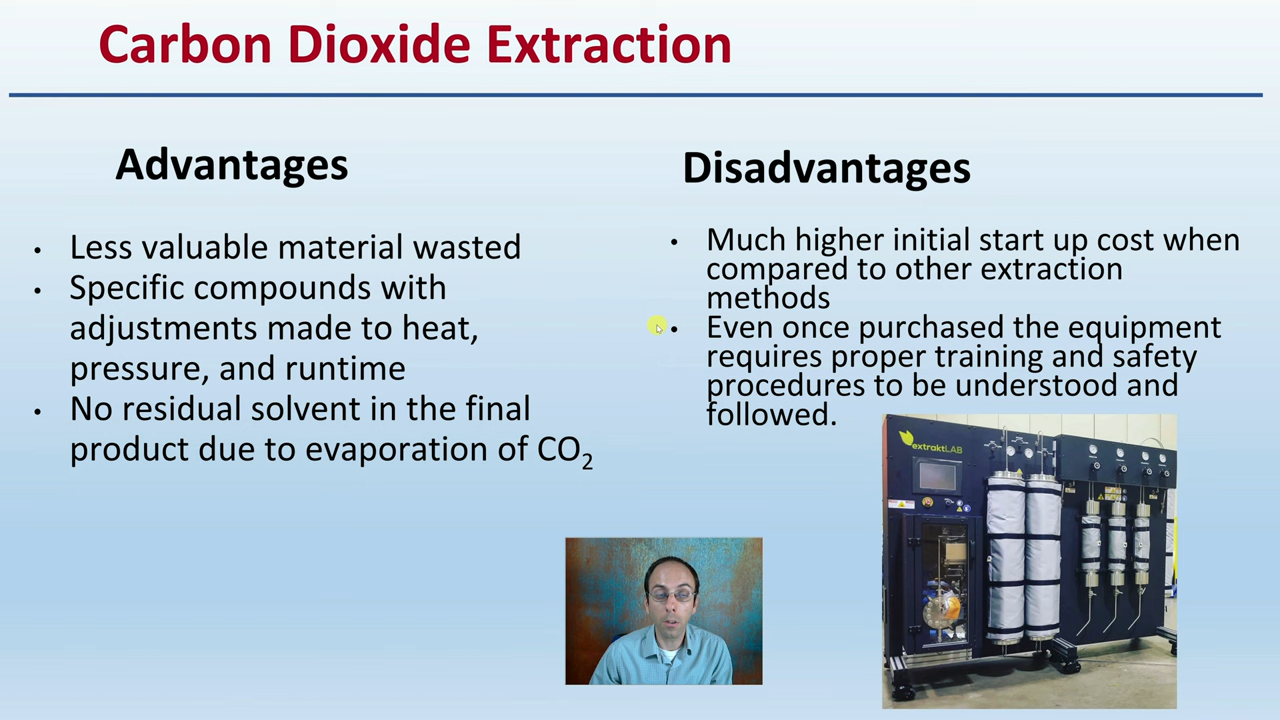 Carbon Dioxide Extraction
Advantages
• Less valuable material wasted
• Specific compounds with
adjustments made to heat,
pressure, and runtime
• No residual solvent in the final
product due to evaporation of CO₂
Disadvantages
• Much higher initial start up cost when
compared to other extraction
methods
• Even once purchased the equipment
requires proper training and safety
procedures to be understood and
followed.
extraktLAB